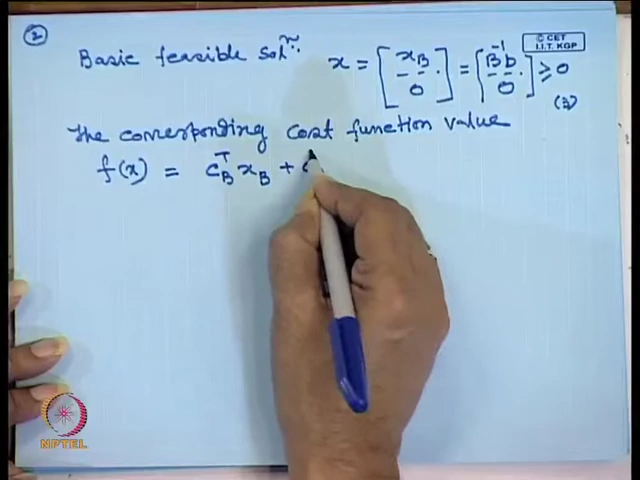 ②
© CET
I.I.T. KGP
Basic feasible solⁿ: x = [x_B / 0] = [B⁻¹b / 0] ≥ 0
(3)
The corresponding cost function value
f(x) = c_B^T x_B +
NPTEL